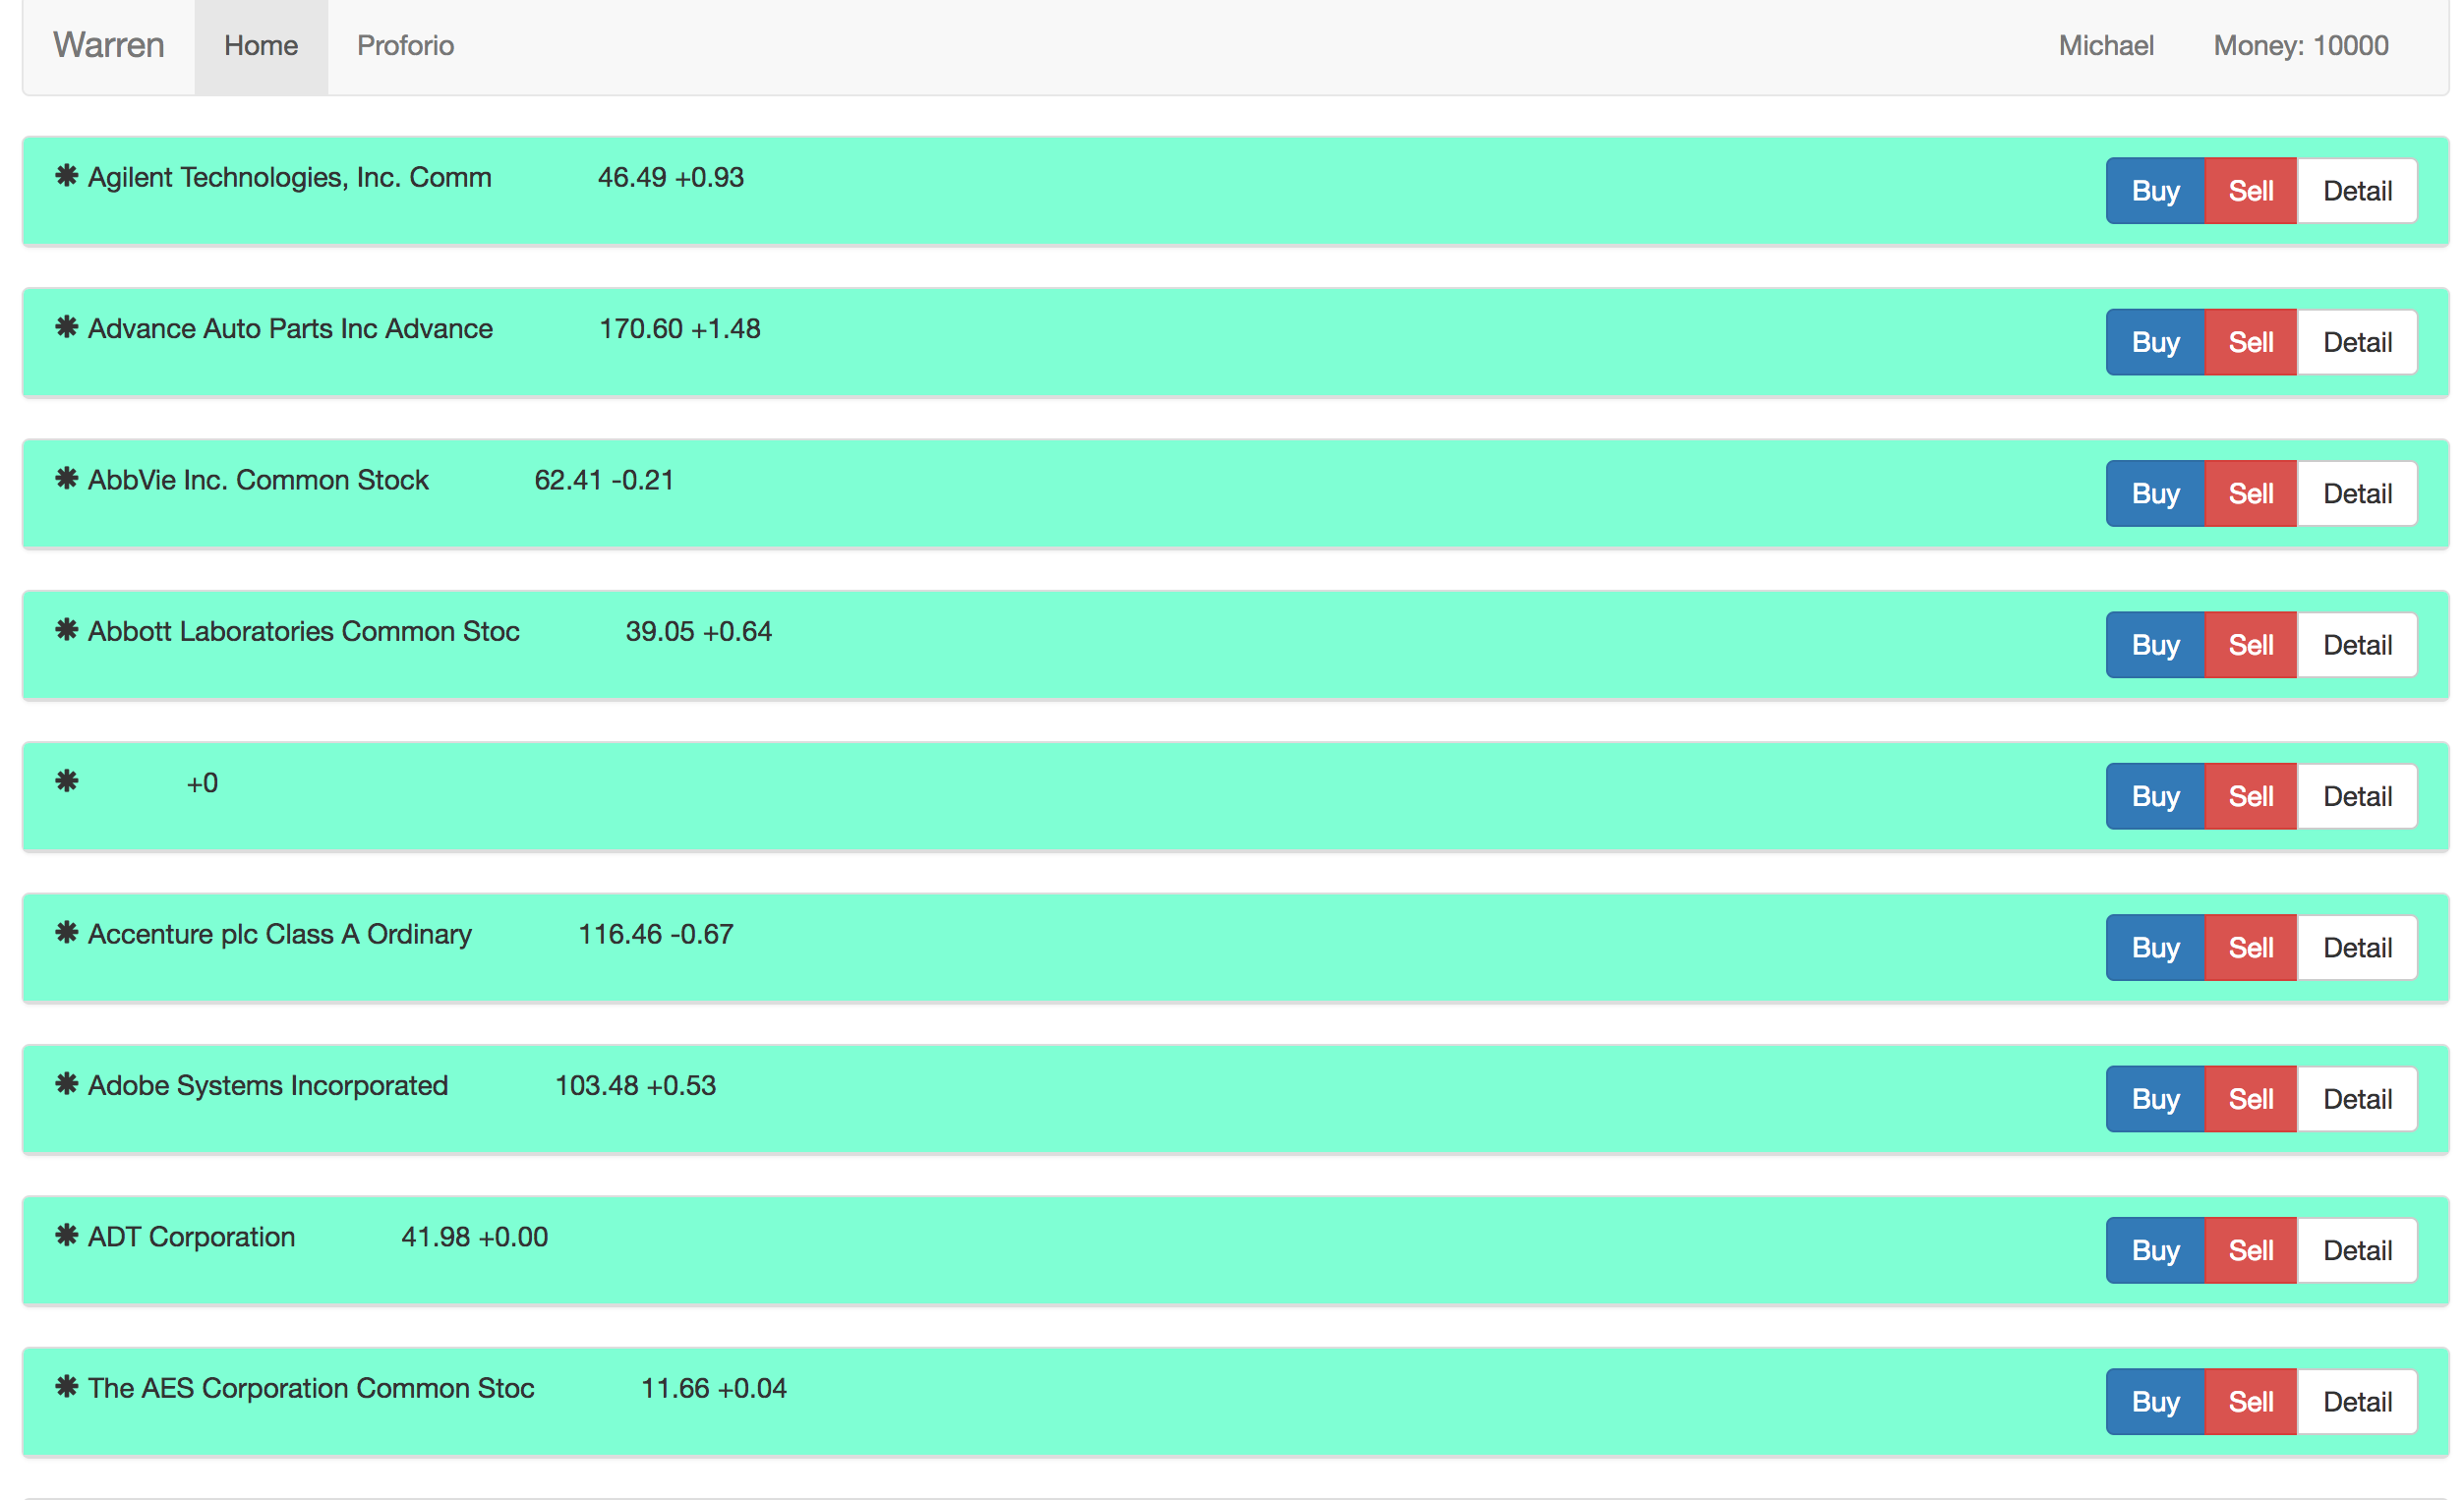 Warren Home Proforio Michael Money: 10000
Agilent Technologies, Inc. Comm 46.49 +0.93 Buy Sell Detail
Advance Auto Parts Inc Advance 170.60 +1.48 Buy Sell Detail
AbbVie Inc. Common Stock 62.41 -0.21 Buy Sell Detail
Abbott Laboratories Common Stoc 39.05 +0.64 Buy Sell Detail
+0 Buy Sell Detail
Accenture plc Class A Ordinary 116.46 -0.67 Buy Sell Detail
Adobe Systems Incorporated 103.48 +0.53 Buy Sell Detail
ADT Corporation 41.98 +0.00 Buy Sell Detail
The AES Corporation Common Stoc 11.66 +0.04 Buy Sell Detail